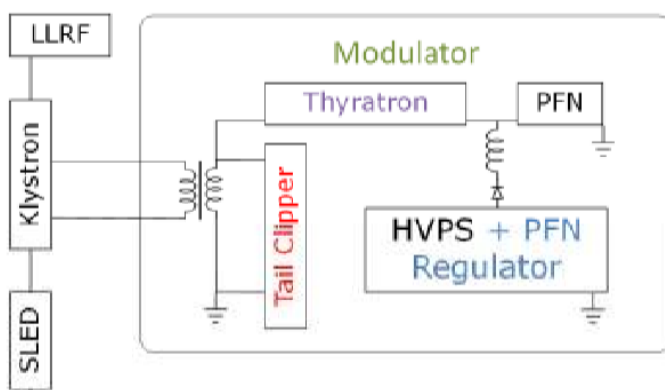 LLRF
Modulator
Thyratron
PFN
Klystron
Tail Clipper
HVPS + PFN
Regulator
SLED